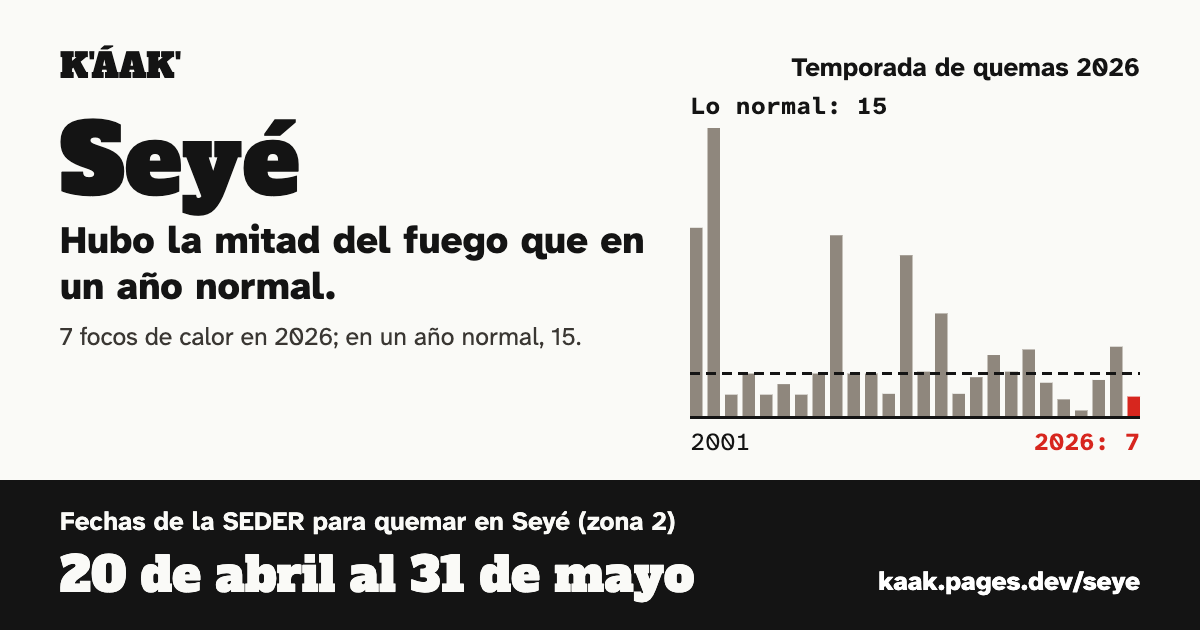 K'ÁAK'
Seyé
Hubo la mitad del fuego que en
un año normal.
7 focos de calor en 2026; en un año normal, 15.
Temporada de quemas 2026
Lo normal: 15
2001
2026: 7
Fechas de la SEDER para quemar en Seyé (zona 2)
20 de abril al 31 de mayo
kaak.pages.dev/seye